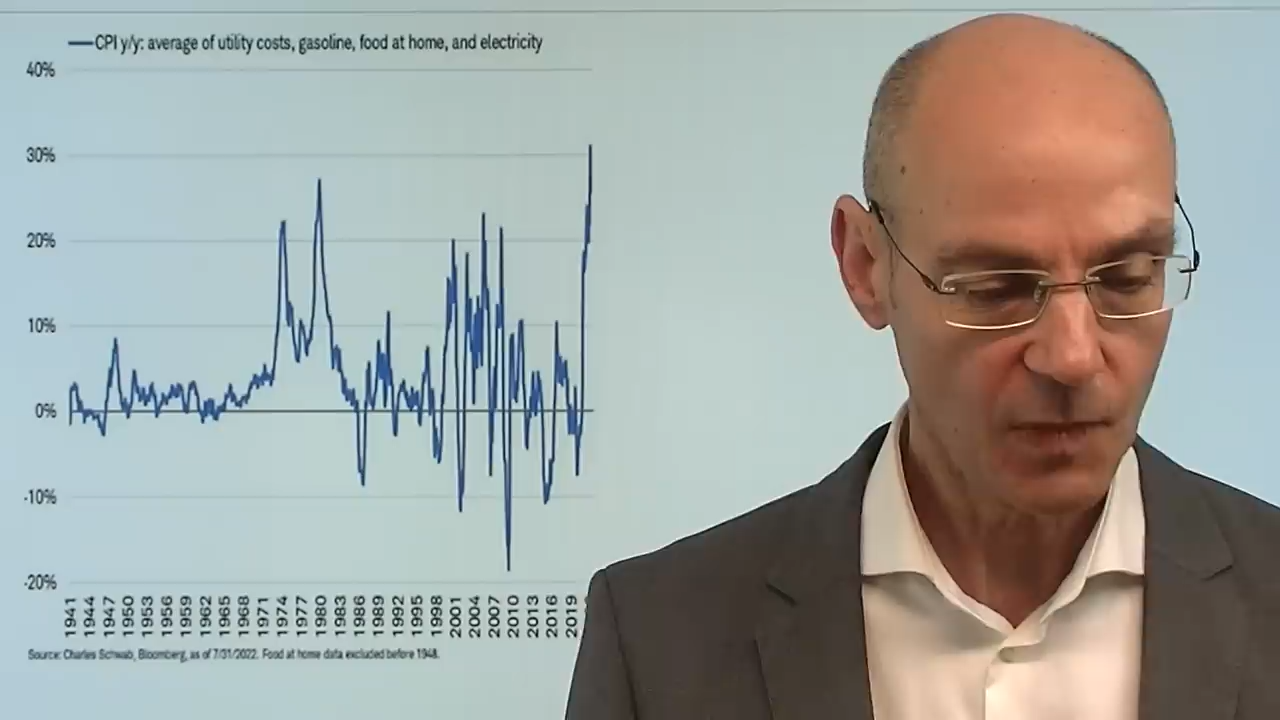 CPI y/y: average of utility costs, gasoline, food at home, and electricity
40%
30%
20%
10%
0%
-10%
-20%
1941 1944 1947 1950 1953 1956 1959 1962 1965 1968 1971 1974 1977 1980 1983 1986 1989 1992 1995 1998 2001 2004 2007 2010 2013 2016 2019
Source: Charles Schwab, Bloomberg, as of 7/31/2022. Food at home data excluded before 1948.